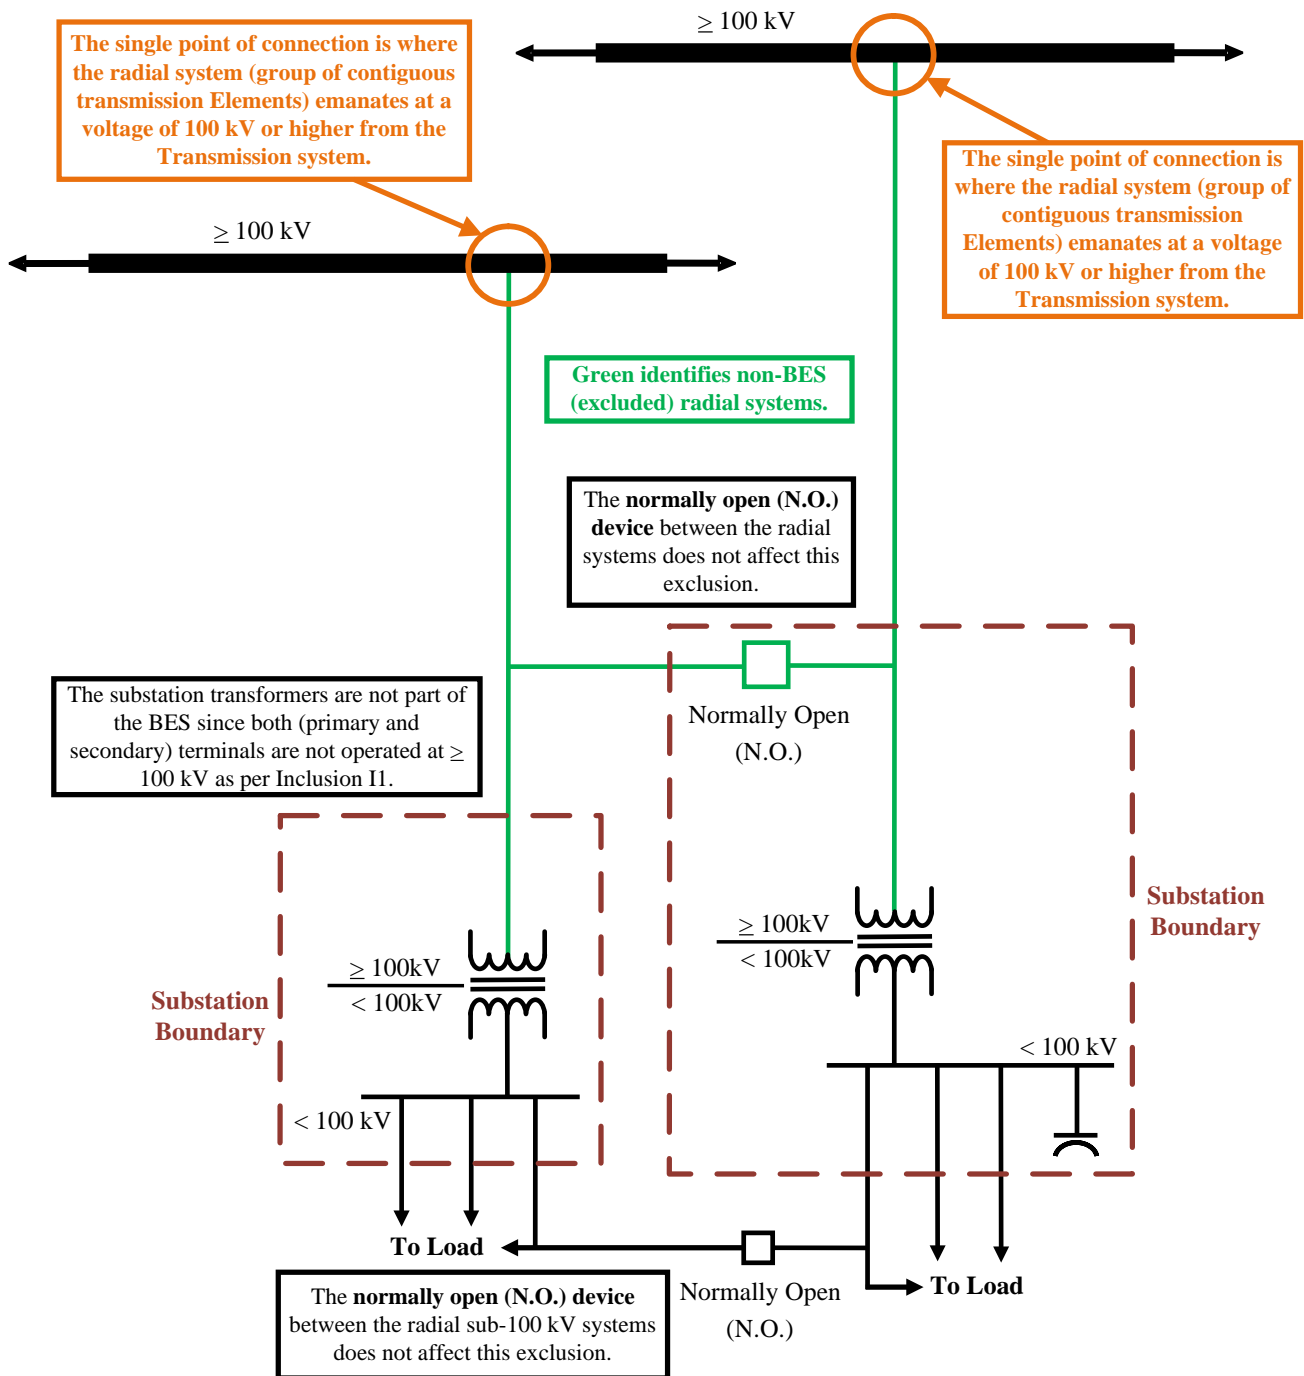 ≥ 100 kV
The single point of connection is where
the radial system (group of contiguous
transmission Elements) emanates at a
voltage of 100 kV or higher from the
Transmission system.
The single point of connection is
where the radial system (group of
contiguous transmission
Elements) emanates at a voltage
of 100 kV or higher from the
Transmission system.
≥ 100 kV
Green identifies non-BES
(excluded) radial systems.
The normally open (N.O.)
device between the radial
systems does not affect this
exclusion.
The substation transformers are not part of
the BES since both (primary and
secondary) terminals are not operated at ≥
100 kV as per Inclusion I1.
Normally Open
(N.O.)
Substation
Boundary
≥ 100kV
< 100kV
≥ 100kV
< 100kV
Substation
Boundary
< 100 kV
< 100 kV
To Load
To Load
Normally Open
(N.O.)
The normally open (N.O.) device
between the radial sub-100 kV systems
does not affect this exclusion.